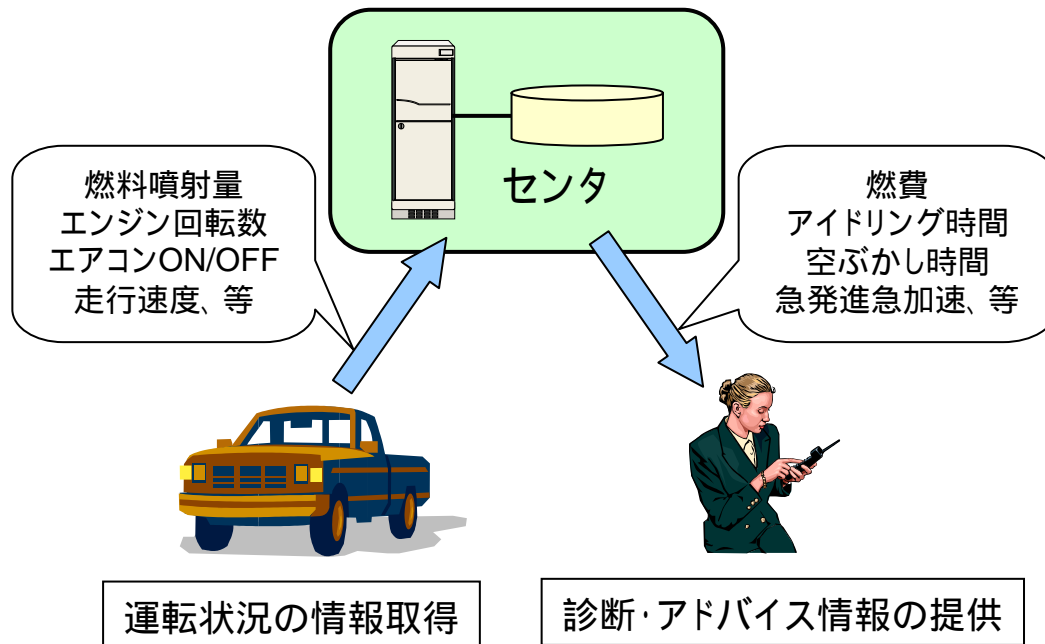 センタ
燃料噴射量
エンジン回転数
エアコンON/OFF
走行速度、等
燃費
アイドリング時間
空ぶかし時間
急発進急加速、等
運転状況の情報取得
診断・アドバイス情報の提供